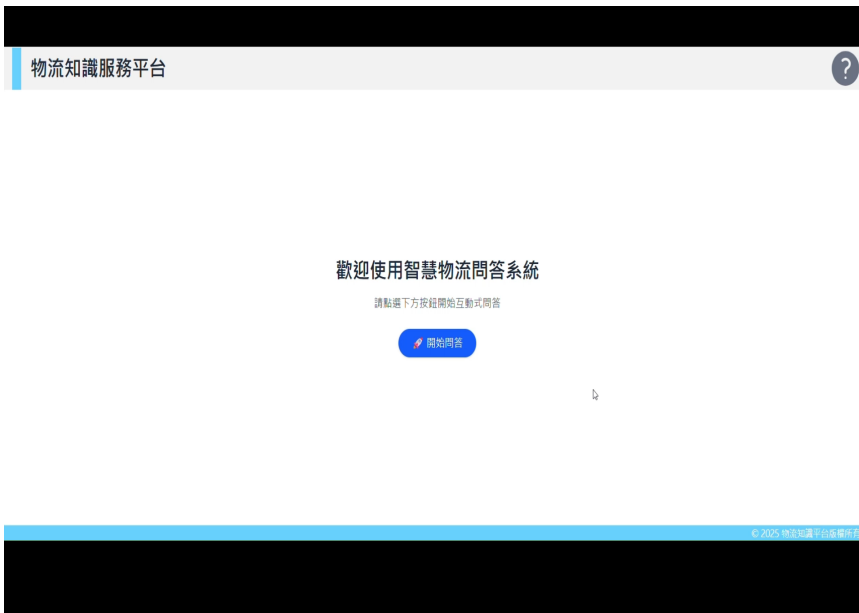 物流知識服務平台
?
歡迎使用智慧物流問答系統
請點選下方按鈕開始互動式問答
🚀 開始問答
© 2025 物流知識平台版權所有